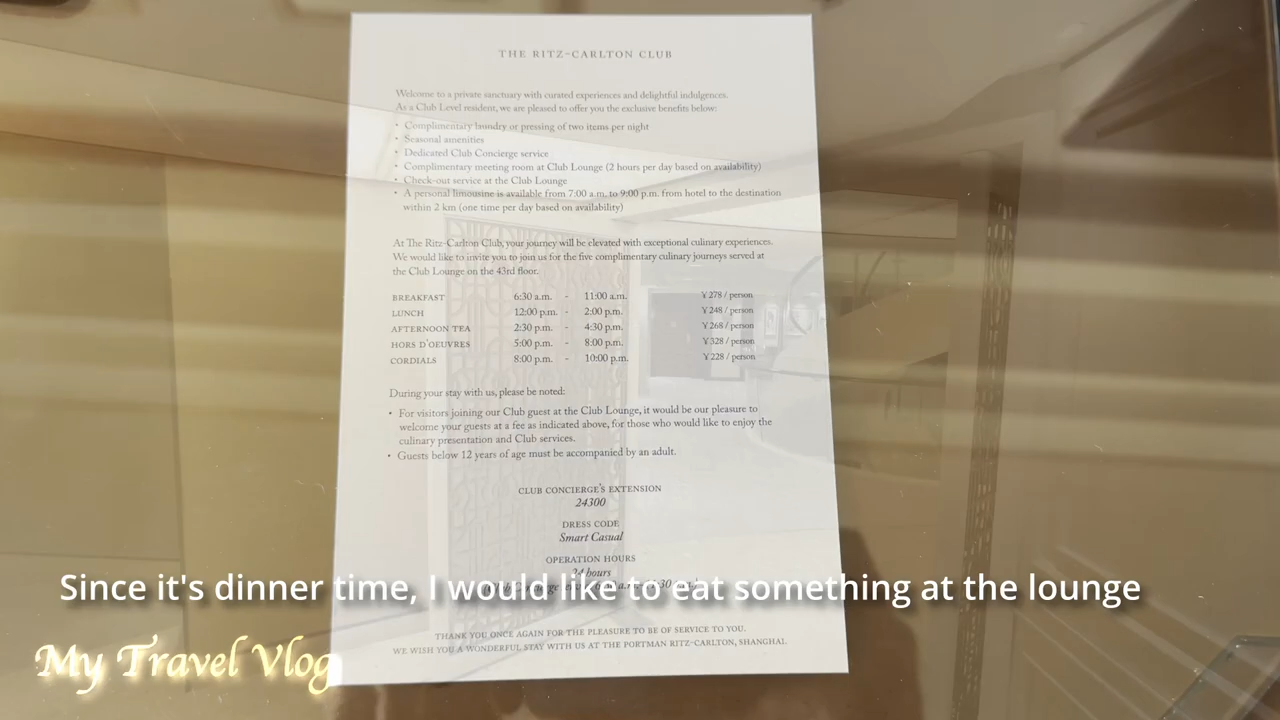 THE RITZ-CARLTON CLUB
Welcome to a private sanctuary with curated experiences and delightful indulgences.
As a Club Level resident, we are pleased to offer you the exclusive benefits below:
• Complimentary laundry or pressing of two items per night
• Seasonal amenities
• Dedicated Club Concierge service
• Complimentary meeting room at Club Lounge (2 hours per day based on availability)
• Check-out service at the Club Lounge
• A personal limousine is available from 7:00 a.m. to 9:00 p.m. from hotel to the destination
within 2 km (one time per day based on availability)
At The Ritz-Carlton Club, your journey will be elevated with exceptional culinary experiences.
We would like to invite you to join us for the five complimentary culinary journeys served at
the Club Lounge on the 43rd floor.
BREAKFAST 6:30 a.m. - 11:00 a.m. ¥ 278 / person
LUNCH 12:00 p.m. - 2:00 p.m. ¥ 248 / person
AFTERNOON TEA 2:30 p.m. - 4:30 p.m. ¥ 268 / person
HORS D'OEUVRES 5:00 p.m. - 8:00 p.m. ¥ 328 / person
CORDIALS 8:00 p.m. - 10:00 p.m. ¥ 228 / person
During your stay with us, please be noted:
• For visitors joining our Club guest at the Club Lounge, it would be our pleasure to
welcome your guests at a fee as indicated above, for those who would like to enjoy the
culinary presentation and Club services.
• Guests below 12 years of age must be accompanied by an adult.
CLUB CONCIERGE'S EXTENSION
24300
DRESS CODE
Smart Casual
OPERATION HOURS
24 hours
Since it's dinner time, I would like to eat something at the lounge
THANK YOU ONCE AGAIN FOR THE PLEASURE TO BE OF SERVICE TO YOU.
WE WISH YOU A WONDERFUL STAY WITH US AT THE PORTMAN RITZ-CARLTON, SHANGHAI.
My Travel Vlog